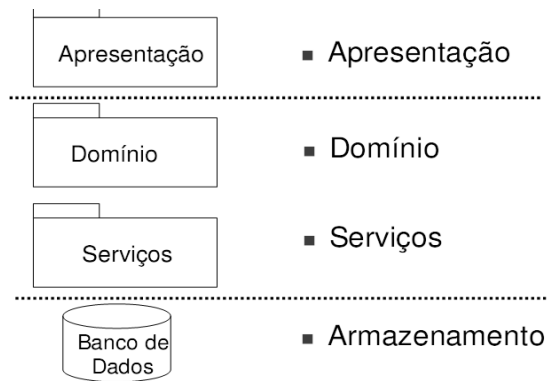 Apresentação
▪ Apresentação
Domínio
▪ Domínio
Serviços
▪ Serviços
Banco de
Dados
▪ Armazenamento